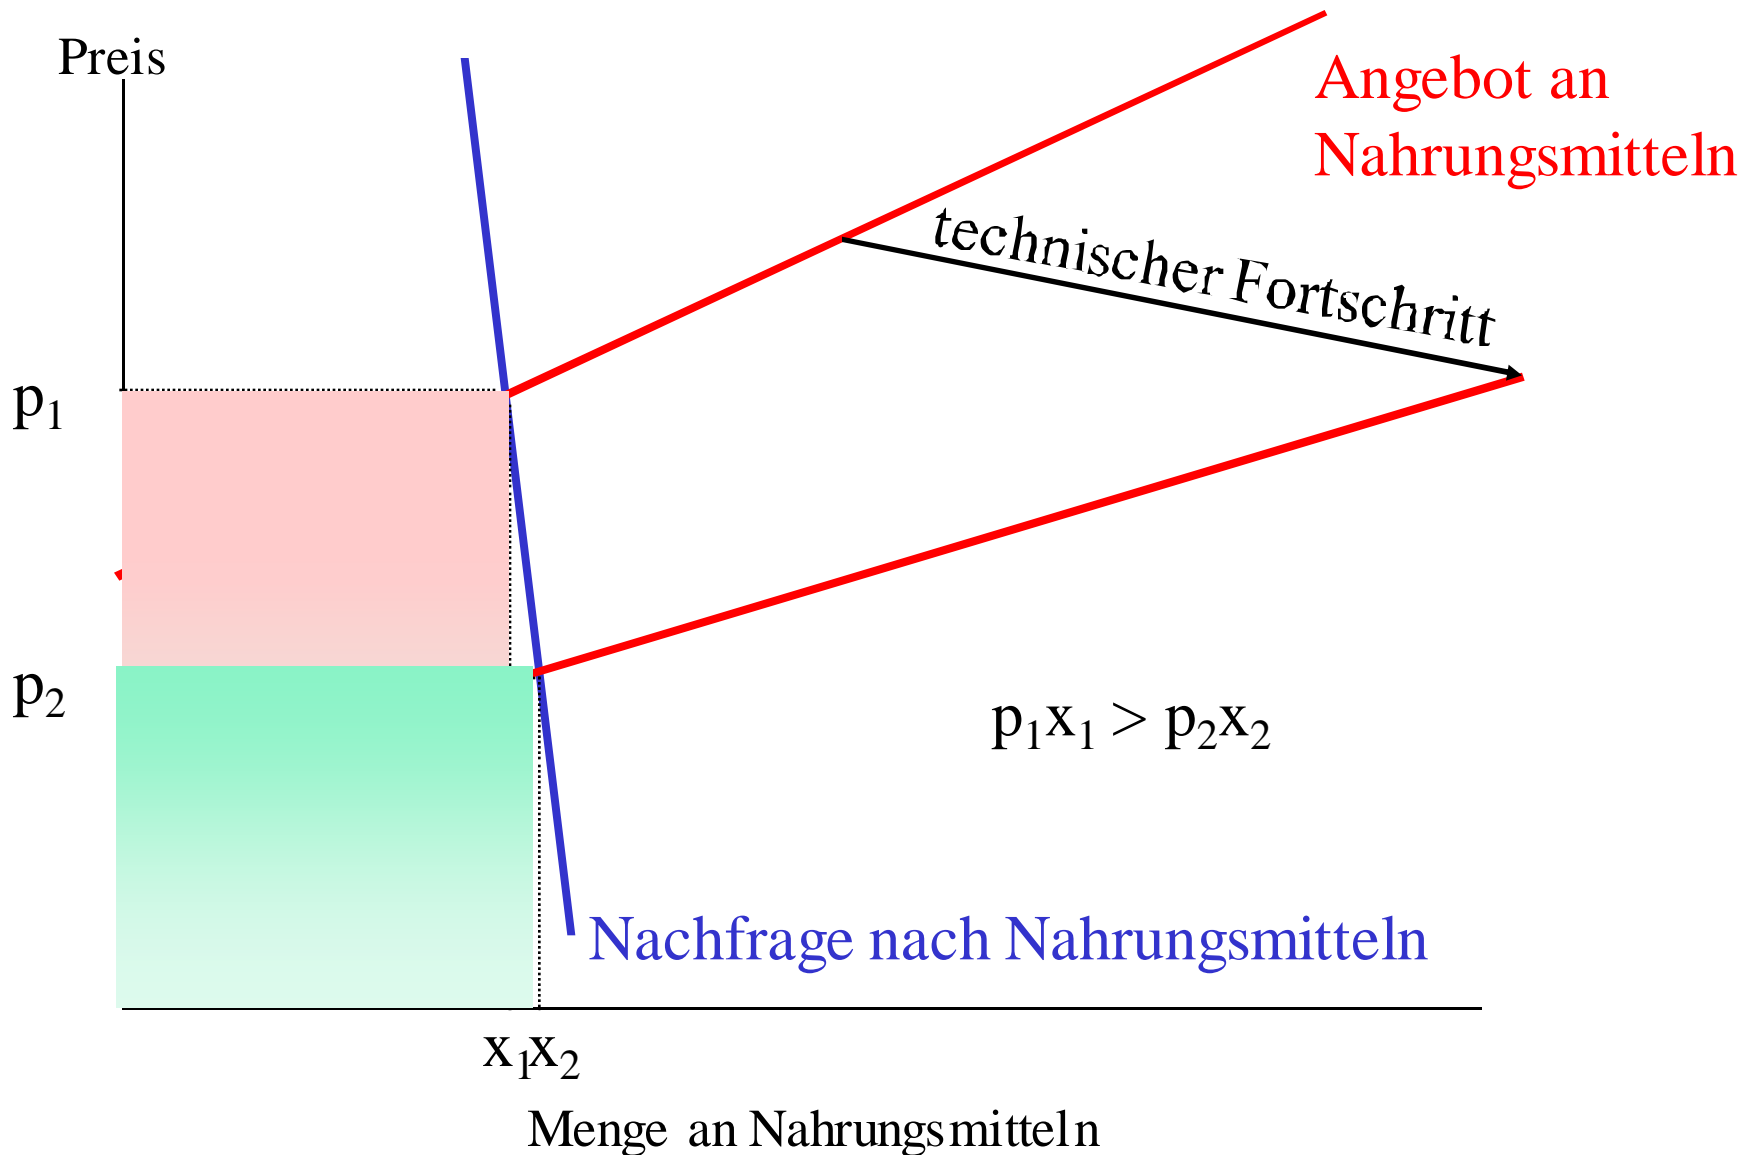 Preis
Angebot an
Nahrungsmitteln
technischer Fortschritt
p₁
p₂
p₁x₁ > p₂x₂
Nachfrage nach Nahrungsmitteln
x₁x₂
Menge an Nahrungsmitteln